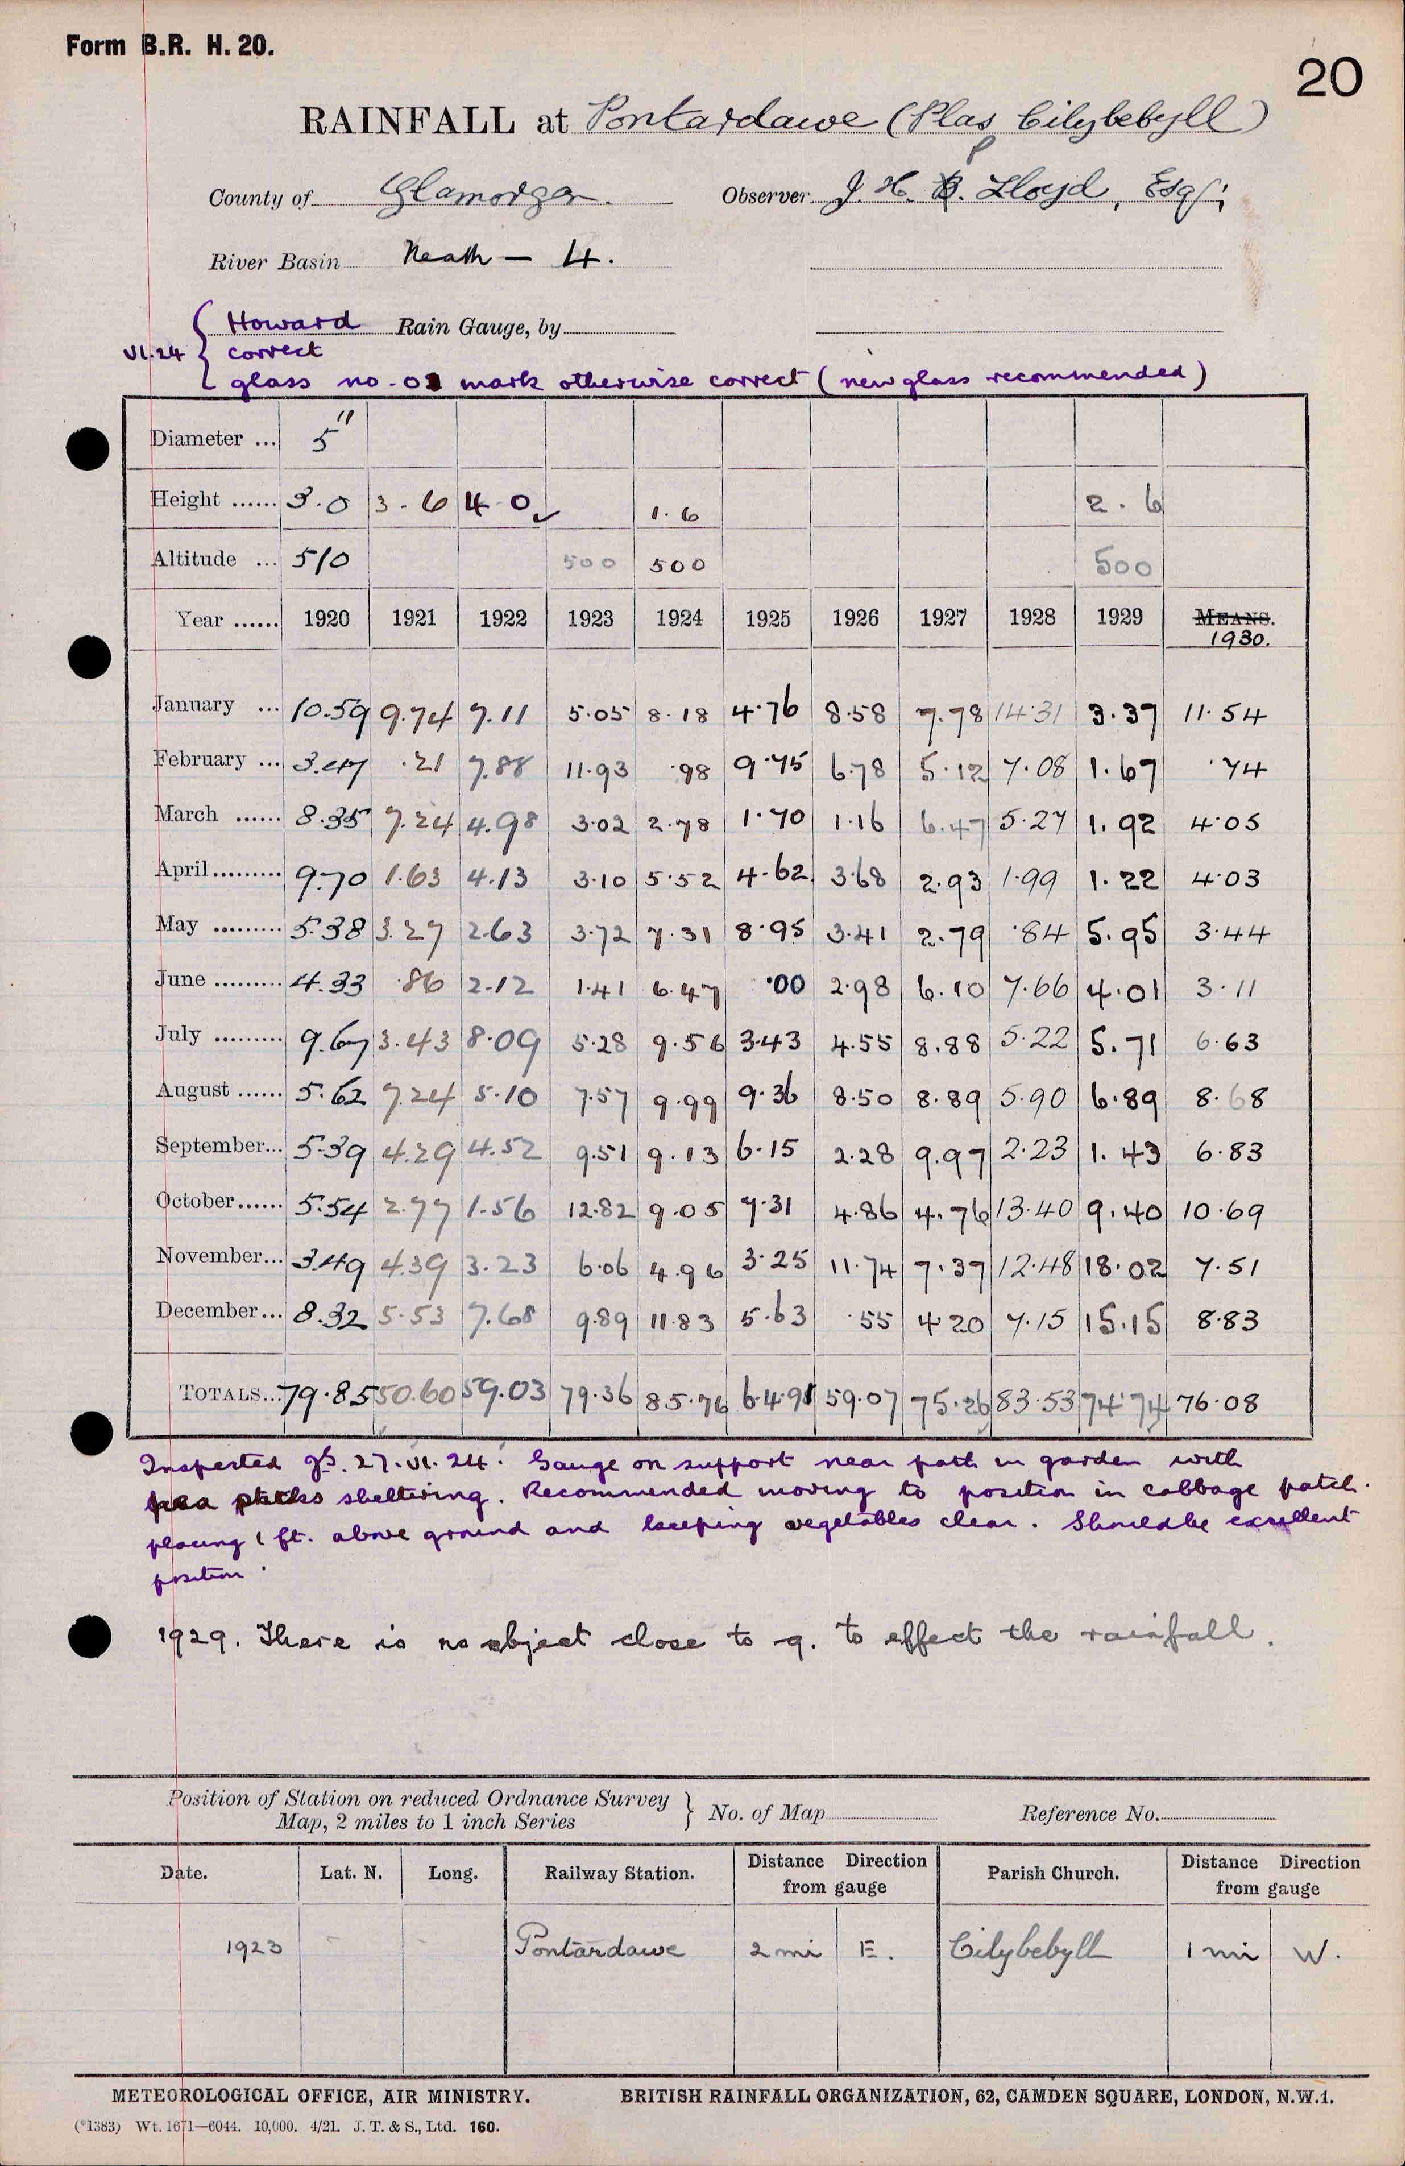 Form B.R. H. 20.
20
RAINFALL at Pontardawe (Plas Cilybebyll)
P
County of Glamorgan. Observer J. H. B. Lloyd, Esq;
River Basin Neath — 4.
Howard Rain Gauge, by
VI.24 correct
glass no .01 mark otherwise correct (new glass recommended)
Diameter ... 5"
Height ...... 3.0 3-6 4-0 1.6 2.6
Altitude ... 510 500 500 500
Year ...... 1920 1921 1922 1923 1924 1925 1926 1927 1928 1929 MEANS.
1930.
January ... 10.59 9.74 7.11 5.05 8.18 4.76 8.58 7.78 14.31 3.37 11.54
February ... 3.47 .21 7.88 11.93 .98 9.75 6.78 5.12 7.08 1.67 .74
March ...... 8.35 7.24 4.98 3.02 2.78 1.70 1.16 6.47 5.27 1.92 4.05
April ......... 9.70 1.63 4.13 3.10 5.52 4.62 3.68 2.93 1.99 1.22 4.03
May ......... 5.38 3.27 2.63 3.72 7.31 8.95 3.41 2.79 .84 5.95 3.44
June ......... 4.33 .86 2.12 1.41 6.47 .00 2.98 6.10 7.66 4.01 3.11
July ......... 9.67 3.43 8.09 5.28 9.56 3.43 4.55 8.88 5.22 5.71 6.63
August ...... 5.62 7.24 5.10 7.57 9.99 9.36 8.50 8.89 5.90 6.89 8.68
September... 5.39 4.29 4.52 9.51 9.13 6.15 2.28 9.97 2.23 1.43 6.83
October...... 5.54 2.77 1.56 12.82 9.05 7.31 4.86 4.76 13.40 9.40 10.69
November... 3.49 4.39 3.23 6.06 4.96 3.25 11.74 7.37 12.48 18.02 7.51
December... 8.32 5.53 7.68 9.89 11.83 5.63 .55 4.20 7.15 15.15 8.83
TOTALS... 79.85 50.60 59.03 79.36 85.76 64.91 59.07 75.26 83.53 74.74 76.08
Inspected 27.VI.24. Gauge on support near path in garden with
sheltering. Recommended moving to position in cabbage patch.
placing 1 ft. above ground and keeping vegetables clear. Should be excellent
position.
1929. There is no object close to g. to effect the rainfall.
Position of Station on reduced Ordnance Survey
Map, 2 miles to 1 inch Series } No. of Map Reference No.
Date. Lat. N. Long. Railway Station. Distance Direction from gauge Parish Church. Distance Direction from gauge
1923 - - Pontardawe 2 mi E. Cilybebyll 1 mi W.
METEOROLOGICAL OFFICE, AIR MINISTRY. BRITISH RAINFALL ORGANIZATION, 62, CAMDEN SQUARE, LONDON, N.W.1.
(*1383) Wt. 1671—6044. 10,000. 4/21. J. T. & S., Ltd. 160.